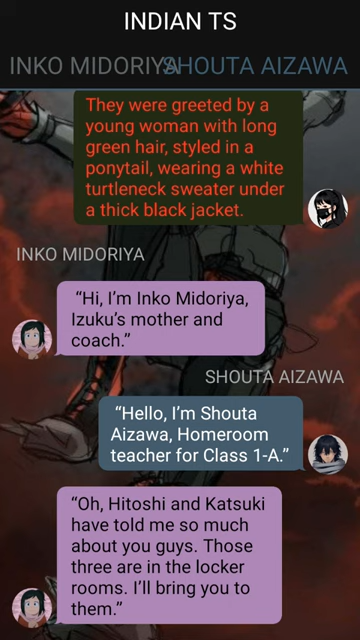 INDIAN TS
INKO MIDORIYA SHOUTA AIZAWA
They were greeted by a
young woman with long
green hair, styled in a
ponytail, wearing a white
turtleneck sweater under
a thick black jacket.
INKO MIDORIYA
“Hi, I’m Inko Midoriya,
Izuku’s mother and
coach.”
SHOUTA AIZAWA
“Hello, I’m Shouta
Aizawa, Homeroom
teacher for Class 1-A.”
“Oh, Hitoshi and Katsuki
have told me so much
about you guys. Those
three are in the locker
rooms. I’ll bring you to
them.”